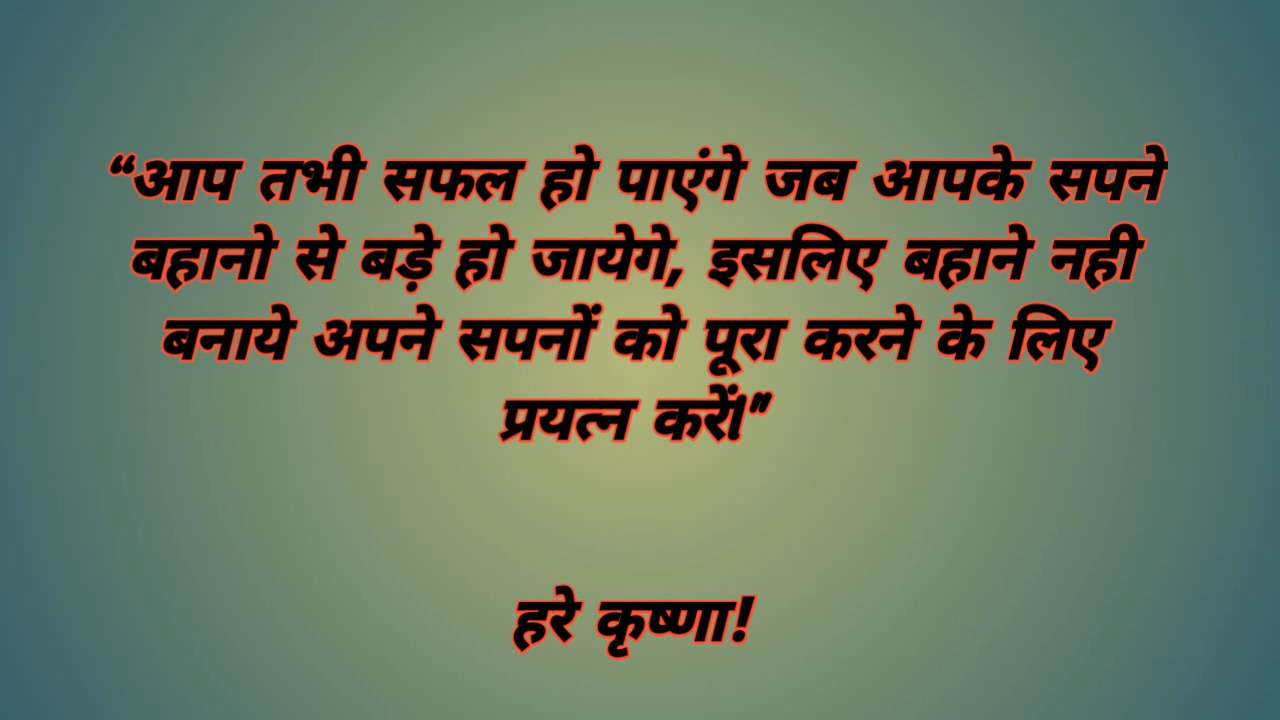 “आप तभी सफल हो पाएंगे जब आपके सपने
बहानो से बड़े हो जायेगे, इसलिए बहाने नही
बनाये अपने सपनों को पूरा करने के लिए
प्रयत्न करें।”
हरे कृष्णा!